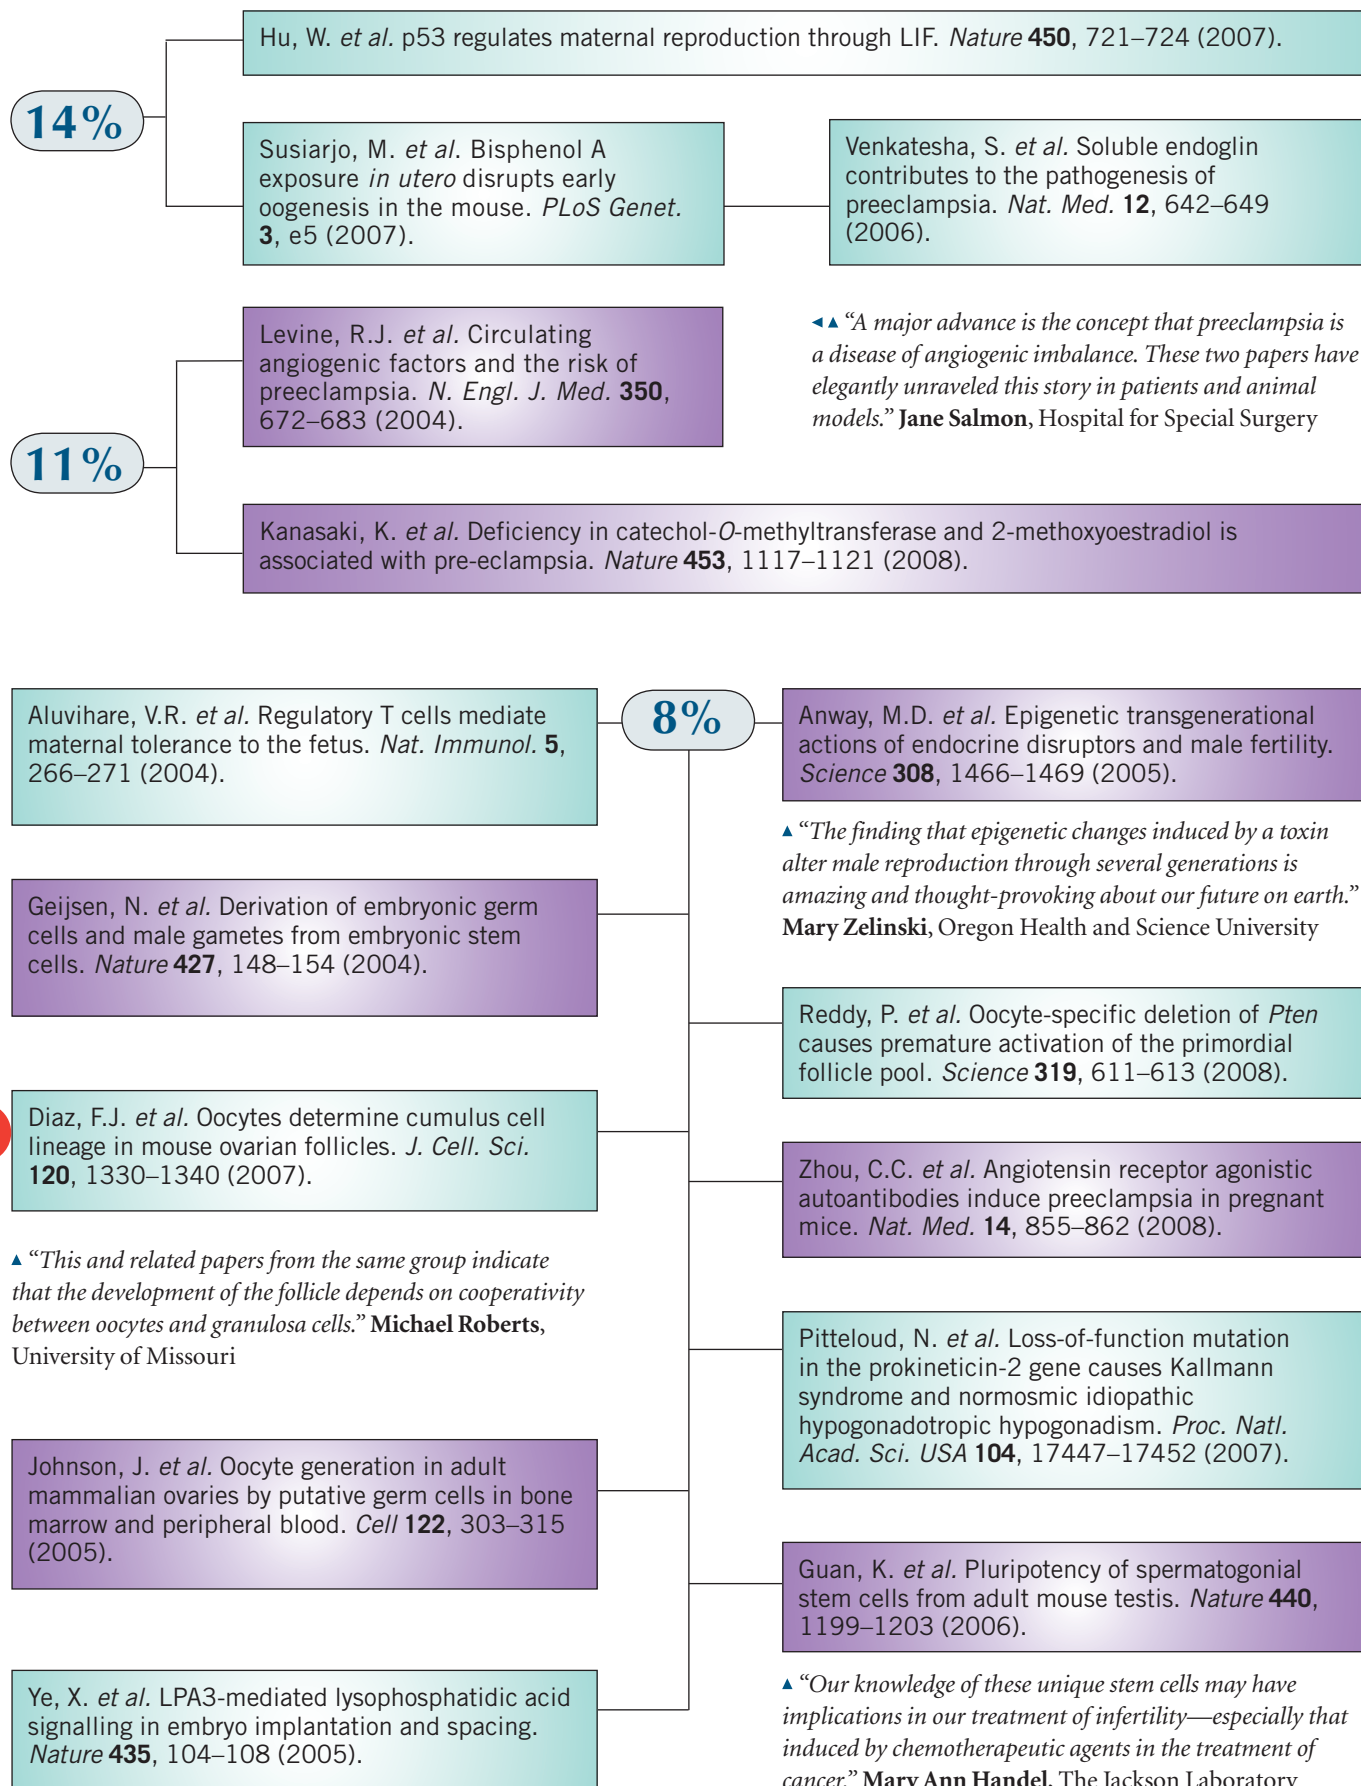 14%
Hu, W. et al. p53 regulates maternal reproduction through LIF. Nature 450, 721–724 (2007).
Susiarjo, M. et al. Bisphenol A
exposure in utero disrupts early
oogenesis in the mouse. PLoS Genet.
3, e5 (2007).
Venkatesha, S. et al. Soluble endoglin
contributes to the pathogenesis of
preeclampsia. Nat. Med. 12, 642–649
(2006).
11%
Levine, R.J. et al. Circulating
angiogenic factors and the risk of
preeclampsia. N. Engl. J. Med. 350,
672–683 (2004).
“A major advance is the concept that preeclampsia is
a disease of angiogenic imbalance. These two papers have
elegantly unraveled this story in patients and animal
models.” Jane Salmon, Hospital for Special Surgery
Kanasaki, K. et al. Deficiency in catechol-O-methyltransferase and 2-methoxyoestradiol is
associated with pre-eclampsia. Nature 453, 1117–1121 (2008).
8%
Aluvihare, V.R. et al. Regulatory T cells mediate
maternal tolerance to the fetus. Nat. Immunol. 5,
266–271 (2004).
Geijsen, N. et al. Derivation of embryonic germ
cells and male gametes from embryonic stem
cells. Nature 427, 148–154 (2004).
Diaz, F.J. et al. Oocytes determine cumulus cell
lineage in mouse ovarian follicles. J. Cell. Sci.
120, 1330–1340 (2007).
“This and related papers from the same group indicate
that the development of the follicle depends on cooperativity
between oocytes and granulosa cells.” Michael Roberts,
University of Missouri
Johnson, J. et al. Oocyte generation in adult
mammalian ovaries by putative germ cells in bone
marrow and peripheral blood. Cell 122, 303–315
(2005).
Ye, X. et al. LPA3-mediated lysophosphatidic acid
signalling in embryo implantation and spacing.
Nature 435, 104–108 (2005).
Anway, M.D. et al. Epigenetic transgenerational
actions of endocrine disruptors and male fertility.
Science 308, 1466–1469 (2005).
“The finding that epigenetic changes induced by a toxin
alter male reproduction through several generations is
amazing and thought-provoking about our future on earth.”
Mary Zelinski, Oregon Health and Science University
Reddy, P. et al. Oocyte-specific deletion of Pten
causes premature activation of the primordial
follicle pool. Science 319, 611–613 (2008).
Zhou, C.C. et al. Angiotensin receptor agonistic
autoantibodies induce preeclampsia in pregnant
mice. Nat. Med. 14, 855–862 (2008).
Pitteloud, N. et al. Loss-of-function mutation
in the prokineticin-2 gene causes Kallmann
syndrome and normosmic idiopathic
hypogonadotropic hypogonadism. Proc. Natl.
Acad. Sci. USA 104, 17447–17452 (2007).
Guan, K. et al. Pluripotency of spermatogonial
stem cells from adult mouse testis. Nature 440,
1199–1203 (2006).
“Our knowledge of these unique stem cells may have
implications in our treatment of infertility—especially that
induced by chemotherapeutic agents in the treatment of
cancer.” Mary Ann Handel, The Jackson Laboratory